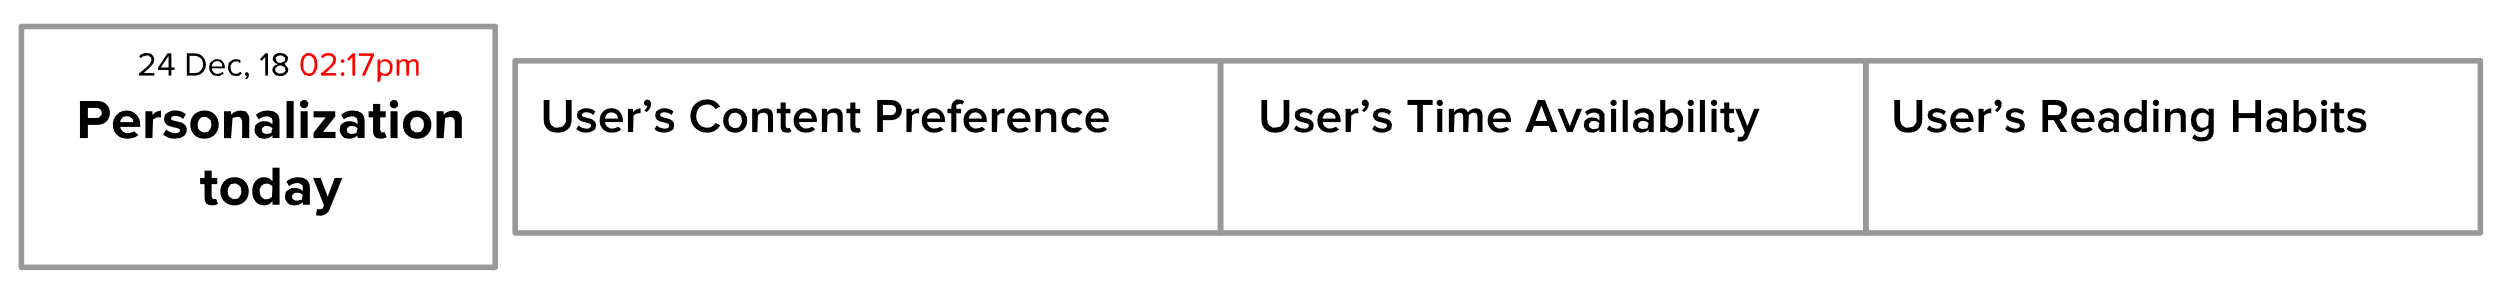 24 Dec, 18 02:17pm
Personalization
today
User's Content Preference
User's Time Availability
User's Reading Habits